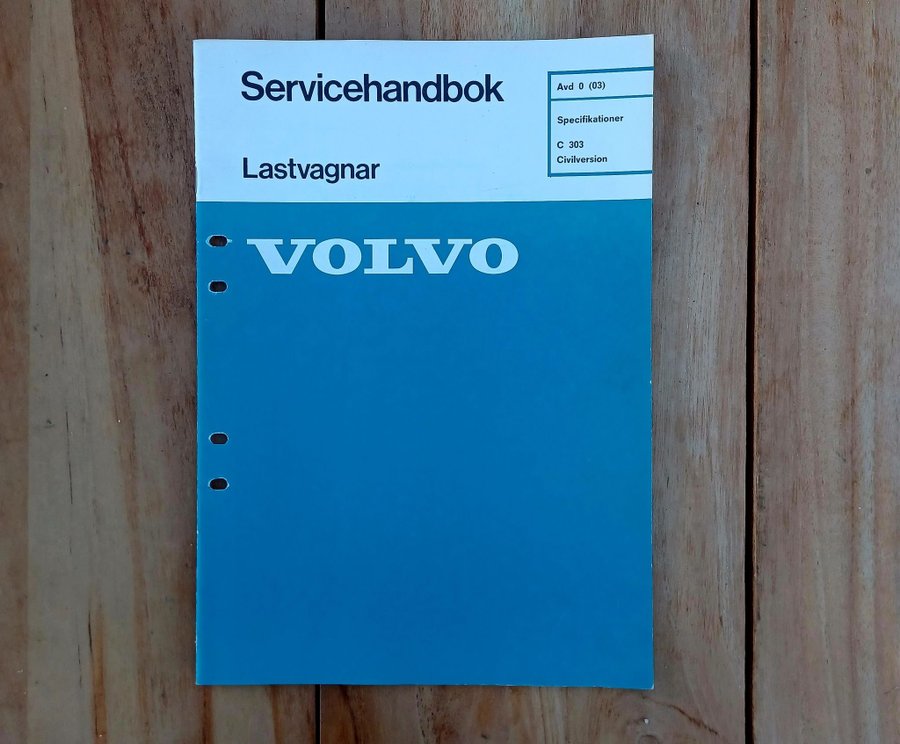 Servicehandbok
Lastvagnar
Avd 0 (03)
Specifikationer
C 303
Civilversion
VOLVO